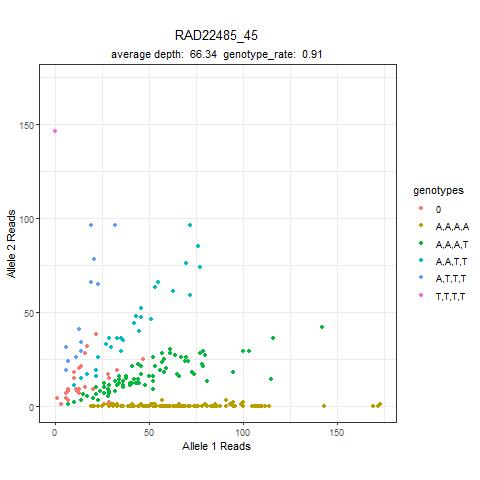 RAD22485_45
average depth: 66.34 genotype_rate: 0.91
Allele 2 Reads
150
100
50
0
0 50 100 150
Allele 1 Reads
genotypes
0
A,A,A,A
A,A,A,T
A,A,T,T
A,T,T,T
T,T,T,T